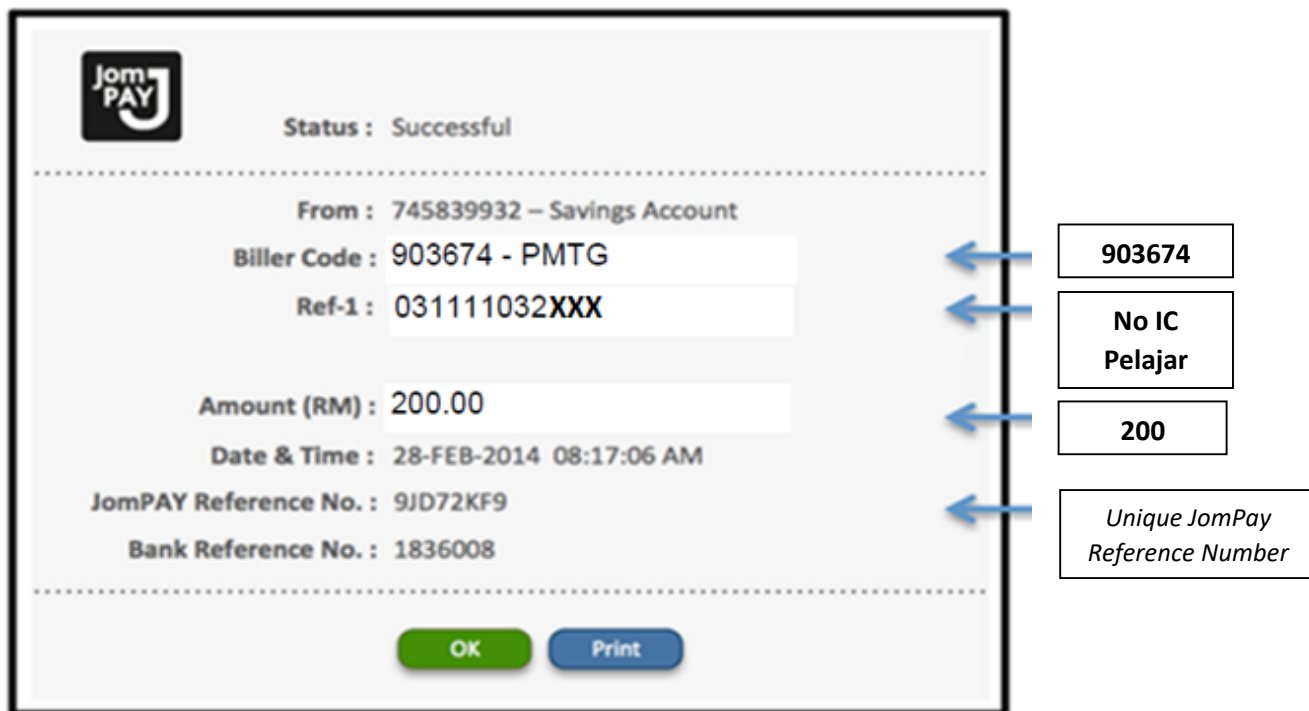 Jom
PAY
Status : Successful
From : 745839932 – Savings Account
Biller Code : 903674 - PMTG
903674
Ref-1 : 031111032XXX
No IC
Pelajar
Amount (RM) : 200.00
200
Date & Time : 28-FEB-2014 08:17:06 AM
JomPAY Reference No. : 9JD72KF9
Unique JomPay
Reference Number
Bank Reference No. : 1836008
OK
Print